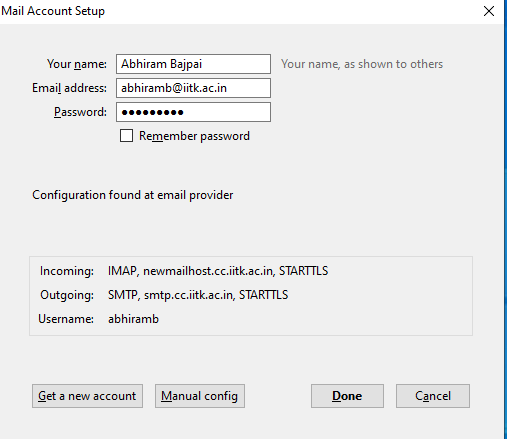 Mail Account Setup
Your name: Abhiram Bajpai Your name, as shown to others
Email address: abhiramb@iitk.ac.in
Password: ●●●●●●●●●
Remember password
Configuration found at email provider
Incoming: IMAP, newmailhost.cc.iitk.ac.in, STARTTLS
Outgoing: SMTP, smtp.cc.iitk.ac.in, STARTTLS
Username: abhiramb
Get a new account Manual config Done Cancel